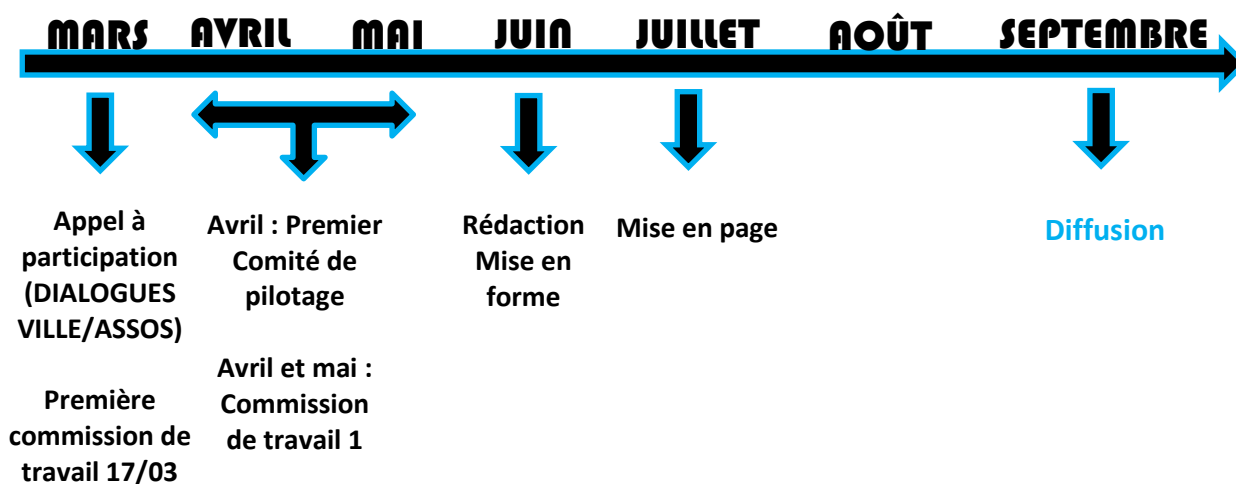 MARS AVRIL MAI JUIN JUILLET AOÛT SEPTEMBRE
Appel à
participation
(DIALOGUES
VILLE/ASSOS)
Première
commission de
travail 17/03
Avril : Premier
Comité de
pilotage
Avril et mai :
Commission
de travail 1
Rédaction
Mise en
forme
Mise en page
Diffusion